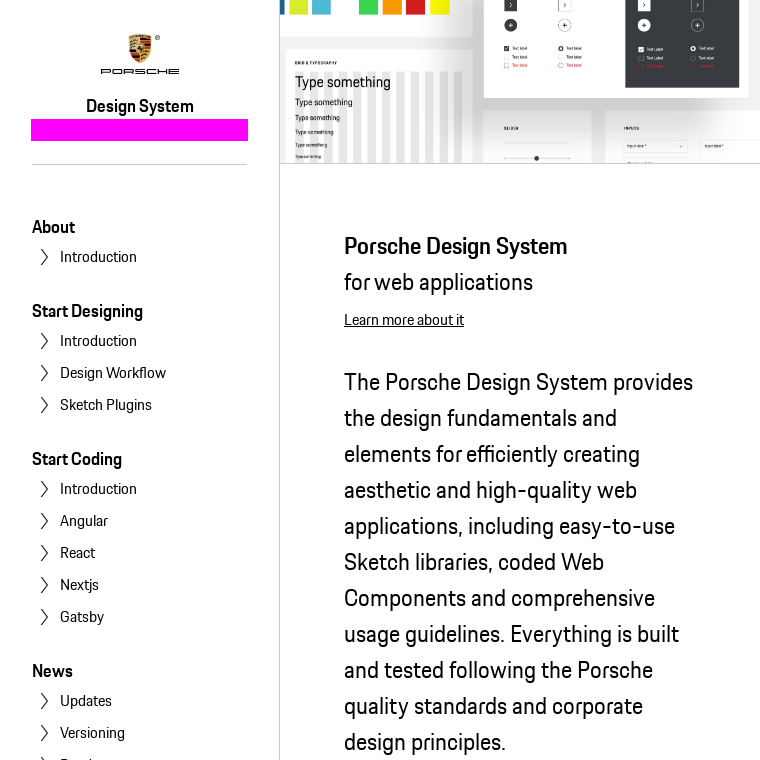 PORSCHE
Design System
About
Introduction
Start Designing
Introduction
Design Workflow
Sketch Plugins
Start Coding
Introduction
Angular
React
Nextjs
Gatsby
News
Updates
Versioning
GRID & TYPOGRAPHY
Type something
Type something
Type something
Type something
Type something
Type something
Text label
Text label
Text label
Text label
Text label
Text label
Text label
Text label
Text label
Text label
Text label
Text label
SLIDER
INPUTS
Input label *
Input label *
Porsche Design System
for web applications
Learn more about it
The Porsche Design System provides
the design fundamentals and
elements for efficiently creating
aesthetic and high-quality web
applications, including easy-to-use
Sketch libraries, coded Web
Components and comprehensive
usage guidelines. Everything is built
and tested following the Porsche
quality standards and corporate
design principles.